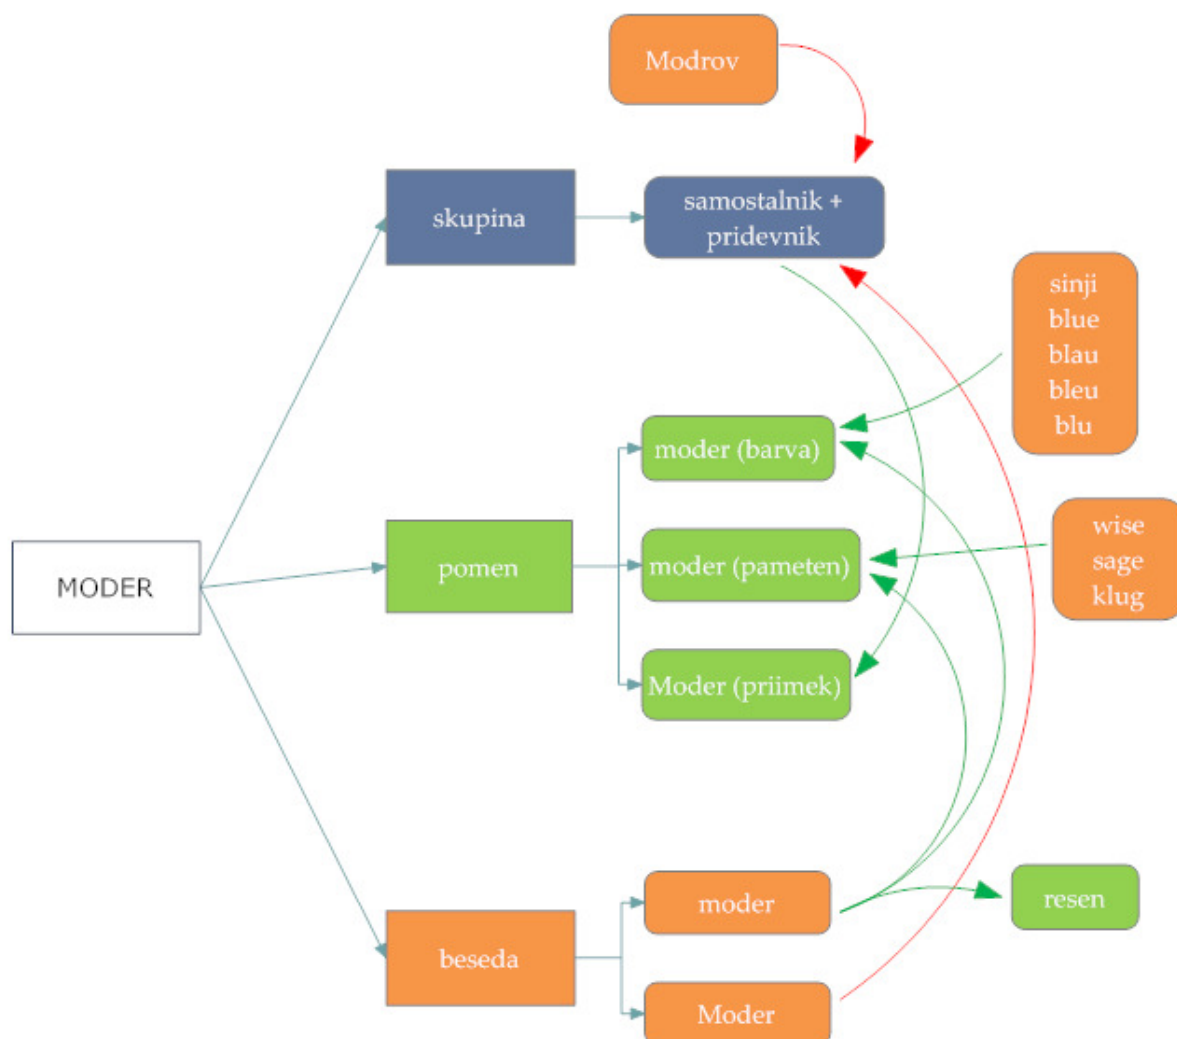 Modrov
skupina
samostalnik +
pridevnik
sinji
blue
blau
bleu
blu
moder (barva)
wise
sage
klug
MODER
pomen
moder (pameten)
Moder (priimek)
moder
resen
beseda
Moder